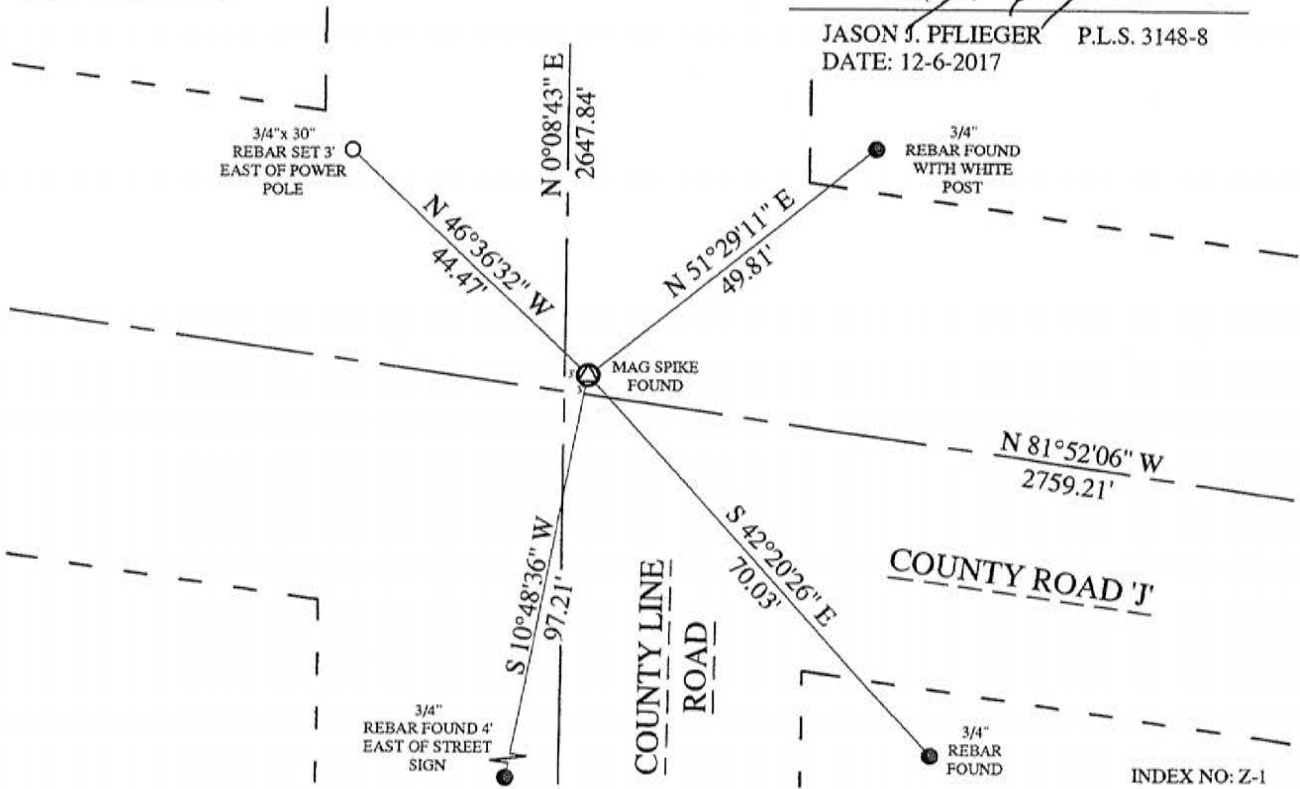 JASON J. PFLIEGER P.L.S. 3148-8
DATE: 12-6-2017
3/4"x 30"
REBAR SET 3'
EAST OF POWER
POLE
N 0°08'43" E
2647.84'
3/4"
REBAR FOUND
WITH WHITE
POST
N 46°36'32" W
44.47'
N 51°29'11" E
49.81'
3'
3'
MAG SPIKE
FOUND
N 81°52'06" W
2759.21'
S 10°48'36" W
97.21'
S 42°20'26" E
70.03'
COUNTY ROAD 'J'
COUNTY LINE
ROAD
3/4"
REBAR FOUND 4'
EAST OF STREET
SIGN
3/4"
REBAR
FOUND
INDEX NO: Z-1